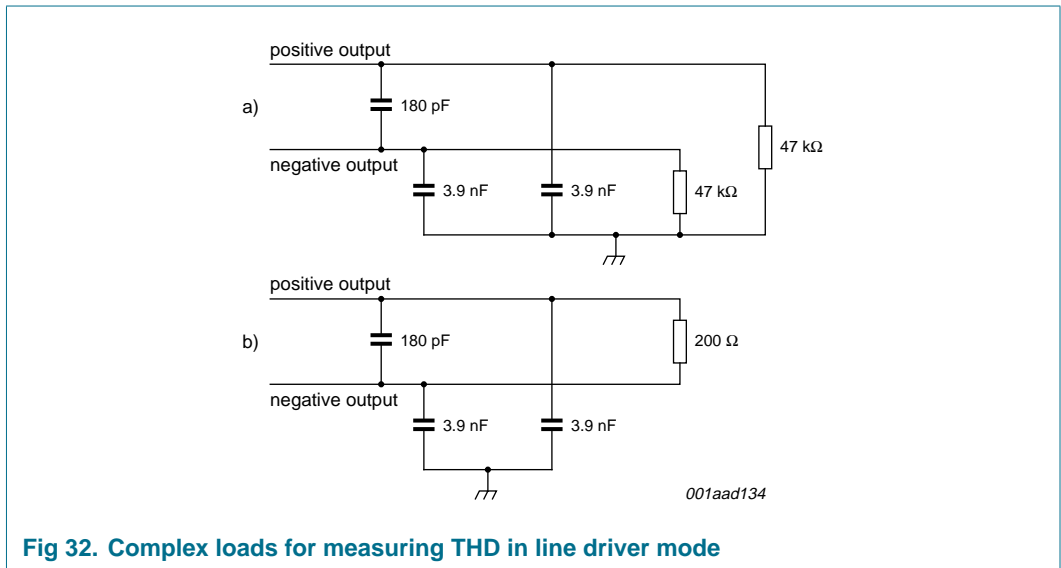 positive output
a)
180 pF
47 kΩ
negative output
3.9 nF
3.9 nF
47 kΩ
positive output
b)
180 pF
200 Ω
negative output
3.9 nF
3.9 nF
001aad134
Fig 32. Complex loads for measuring THD in line driver mode